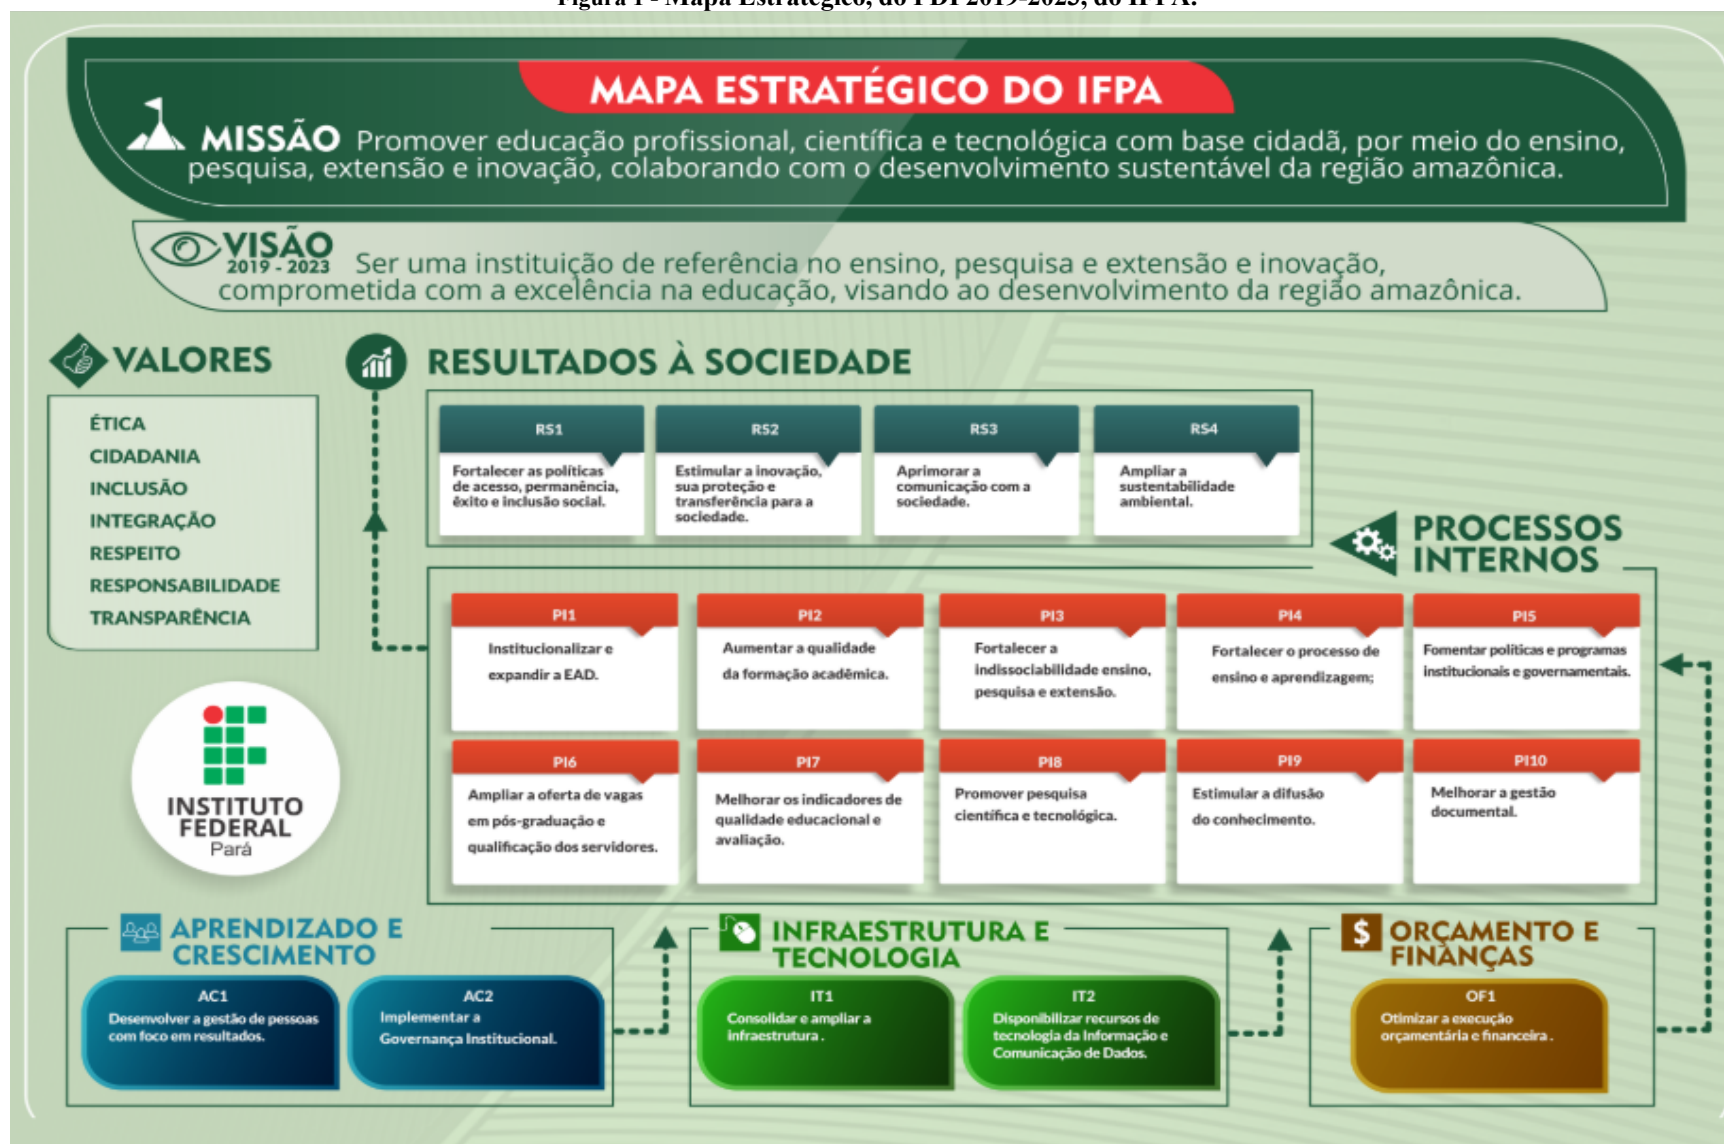 Figura 1 - Mapa Estratégico, do PDI 2019-2023, do IFPA.
MAPA ESTRATÉGICO DO IFPA
MISSÃO Promover educação profissional, científica e tecnológica com base cidadã, por meio do ensino,
pesquisa, extensão e inovação, colaborando com o desenvolvimento sustentável da região amazônica.
VISÃO
2019 - 2023
Ser uma instituição de referência no ensino, pesquisa e extensão e inovação,
comprometida com a excelência na educação, visando ao desenvolvimento da região amazônica.
VALORES
ÉTICA
CIDADANIA
INCLUSÃO
INTEGRAÇÃO
RESPEITO
RESPONSABILIDADE
TRANSPARÊNCIA
INSTITUTO
FEDERAL
Pará
RESULTADOS À SOCIEDADE
RS1
Fortalecer as políticas
de acesso, permanência,
êxito e inclusão social.
RS2
Estimular a inovação,
sua proteção e
transferência para a
sociedade.
RS3
Aprimorar a
comunicação com a
sociedade.
RS4
Ampliar a
sustentabilidade
ambiental.
PROCESSOS
INTERNOS
PI1
Institucionalizar e
expandir a EAD.
PI2
Aumentar a qualidade
da formação acadêmica.
PI3
Fortalecer a
indissociabilidade ensino,
pesquisa e extensão.
PI4
Fortalecer o processo de
ensino e aprendizagem;
PI5
Fomentar políticas e programas
institucionais e governamentais.
PI6
Ampliar a oferta de vagas
em pós-graduação e
qualificação dos servidores.
PI7
Melhorar os indicadores de
qualidade educacional e
avaliação.
PI8
Promover pesquisa
científica e tecnológica.
PI9
Estimular a difusão
do conhecimento.
PI10
Melhorar a gestão
documental.
APRENDIZADO E
CRESCIMENTO
AC1
Desenvolver a gestão de pessoas
com foco em resultados.
AC2
Implementar a
Governança Institucional.
INFRAESTRUTURA E
TECNOLOGIA
IT1
Consolidar e ampliar a
infraestrutura .
IT2
Disponibilizar recursos de
tecnologia da Informação e
Comunicação de Dados.
$ ORÇAMENTO E
FINANÇAS
OF1
Otimizar a execução
orçamentária e financeira .